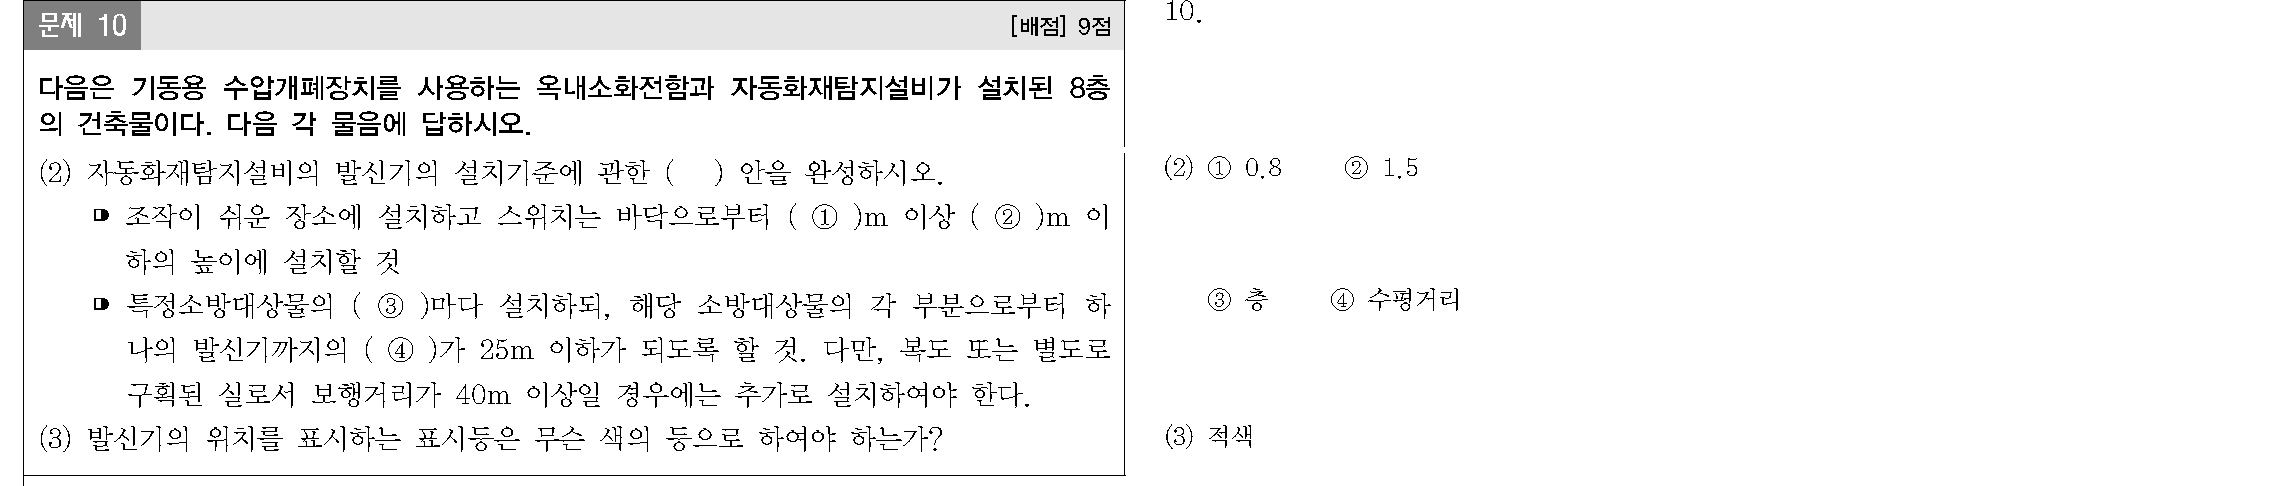 문제 10
[배점] 9점
다음은 기동용 수압개폐장치를 사용하는 옥내소화전함과 자동화재탐지설비가 설치된 8층
의 건축물이다. 다음 각 물음에 답하시오.
(2) 자동화재탐지설비의 발신기의 설치기준에 관한 ( ) 안을 완성하시오.
조작이 쉬운 장소에 설치하고 스위치는 바닥으로부터 ( ① )m 이상 ( ② )m 이
하의 높이에 설치할 것
특정소방대상물의 ( ③ )마다 설치하되, 해당 소방대상물의 각 부분으로부터 하
나의 발신기까지의 ( ④ )가 25m 이하가 되도록 할 것. 다만, 복도 또는 별도로
구획된 실로서 보행거리가 40m 이상일 경우에는 추가로 설치하여야 한다.
(3) 발신기의 위치를 표시하는 표시등은 무슨 색의 등으로 하여야 하는가?
10.
(2) ① 0.8 ② 1.5
③ 층 ④ 수평거리
(3) 적색